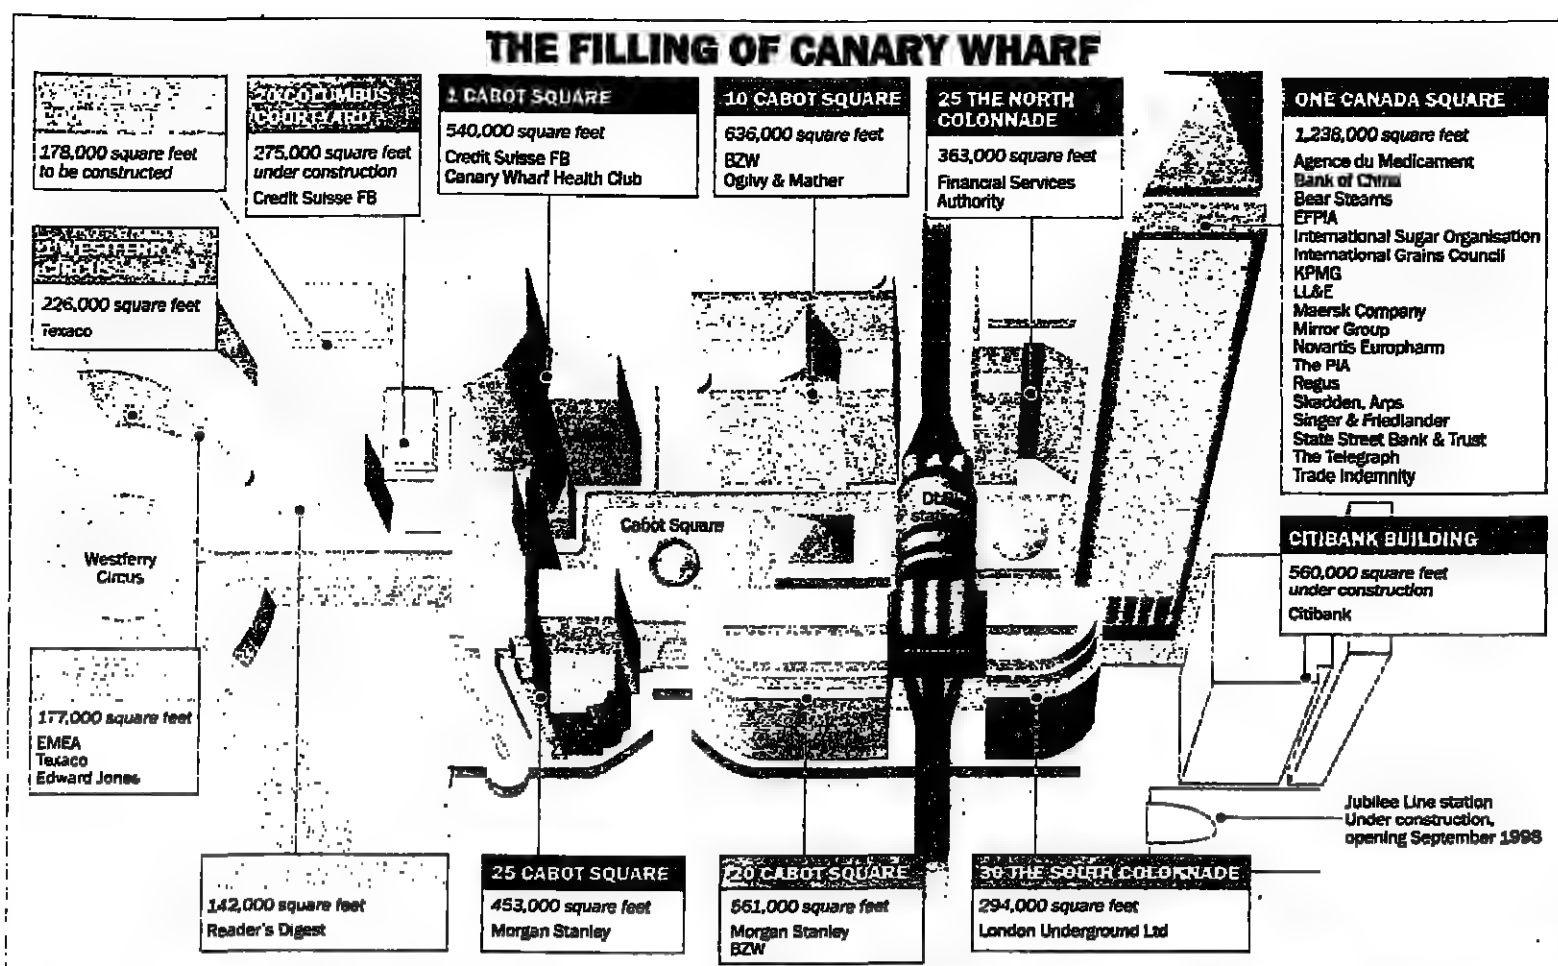 THE FILLING OF CANARY WHARF
178,000 square feet
to be constructed
20 COLUMBUS
COURTYARD
275,000 square feet
under construction
Credit Suisse FB
1 CABOT SQUARE
540,000 square feet
Credit Suisse FB
Canary Wharf Health Club
10 CABOT SQUARE
636,000 square feet
BZW
Ogilvy & Mather
25 THE NORTH
COLONNADE
363,000 square feet
Financial Services
Authority
ONE CANADA SQUARE
1,238,000 square feet
Agence du Medicament
Bank of China
Bear Stearns
EFPIA
International Sugar Organisation
International Grains Council
KPMG
LL&E
Maersk Company
Mirror Group
Novartis Europharm
The PIA
Regus
Skadden, Arps
Singer & Friedlander
State Street Bank & Trust
The Telegraph
Trade Indemnity
WESTFERRY
CIRCUS
226,000 square feet
Texaco
Westferry
Circus
Cabot Square
DLR
station
CITIBANK BUILDING
560,000 square feet
under construction
Citibank
177,000 square feet
EMEA
Texaco
Edward Jones
Jubilee Line station
Under construction,
opening September 1998
142,000 square feet
Reader's Digest
25 CABOT SQUARE
453,000 square feet
Morgan Stanley
20 CABOT SQUARE
561,000 square feet
Morgan Stanley
BZW
30 THE SOUTH COLONNADE
294,000 square feet
London Underground Ltd